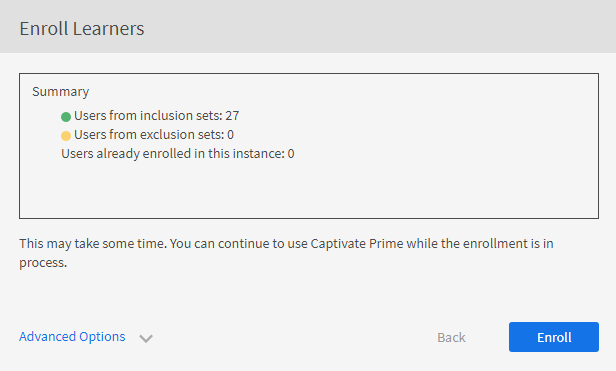 Enroll Learners
Summary
Users from inclusion sets: 27
Users from exclusion sets: 0
Users already enrolled in this instance: 0
This may take some time. You can continue to use Captivate Prime while the enrollment is in
process.
Advanced Options
Back
Enroll